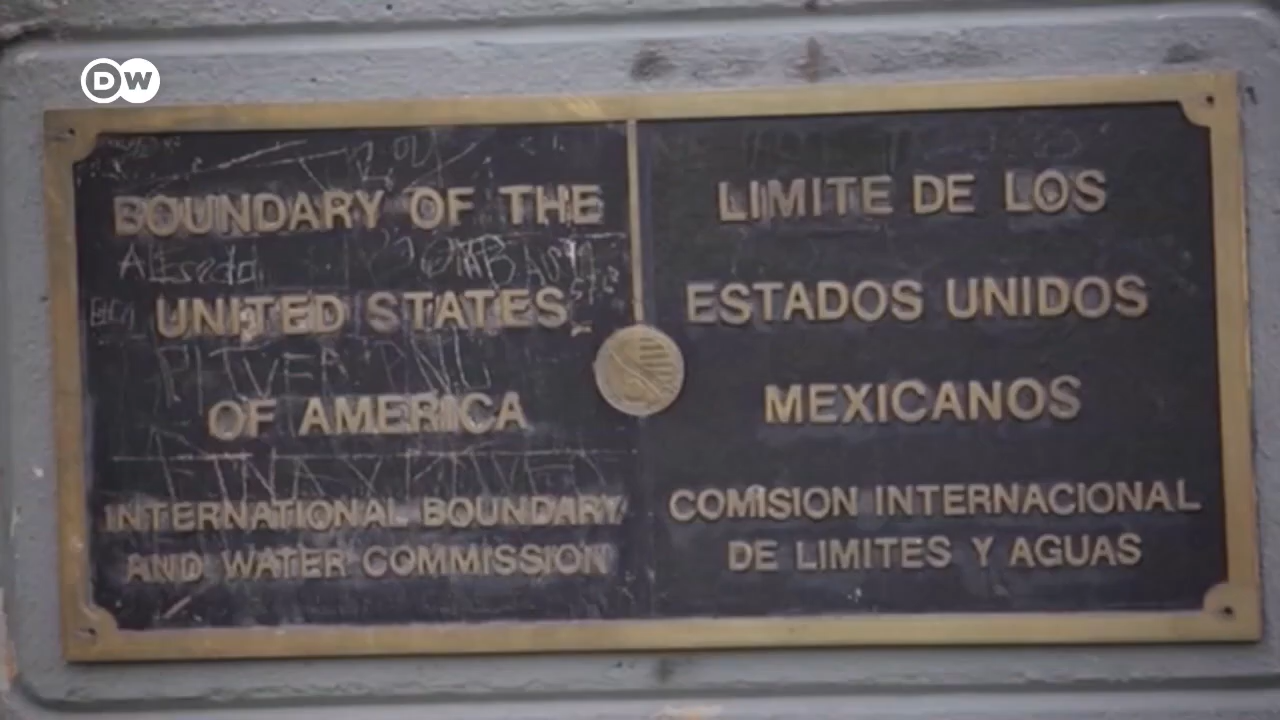 DW
BOUNDARY OF THE
UNITED STATES
OF AMERICA
INTERNATIONAL BOUNDARY
AND WATER COMMISSION
LIMITE DE LOS
ESTADOS UNIDOS
MEXICANOS
COMISION INTERNACIONAL
DE LIMITES Y AGUAS